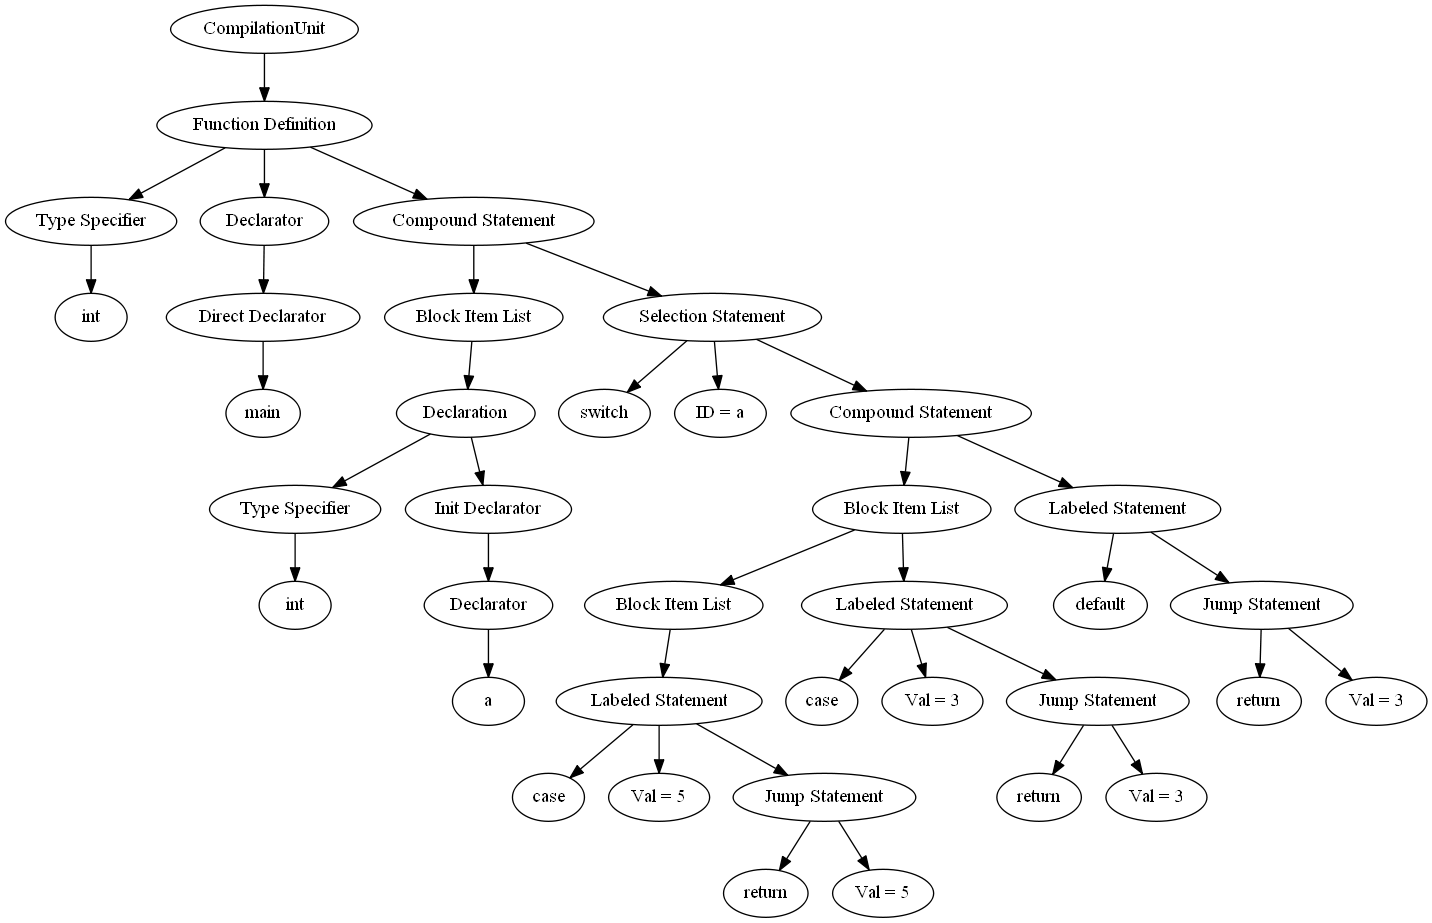 CompilationUnit
Function Definition
Type Specifier
Declarator
Compound Statement
int
Direct Declarator
Block Item List
Selection Statement
main
Declaration
switch
ID = a
Compound Statement
Type Specifier
Init Declarator
Block Item List
Labeled Statement
int
Declarator
Block Item List
Labeled Statement
default
Jump Statement
a
Labeled Statement
case
Val = 3
Jump Statement
return
Val = 3
case
Val = 5
Jump Statement
return
Val = 3
return
Val = 5